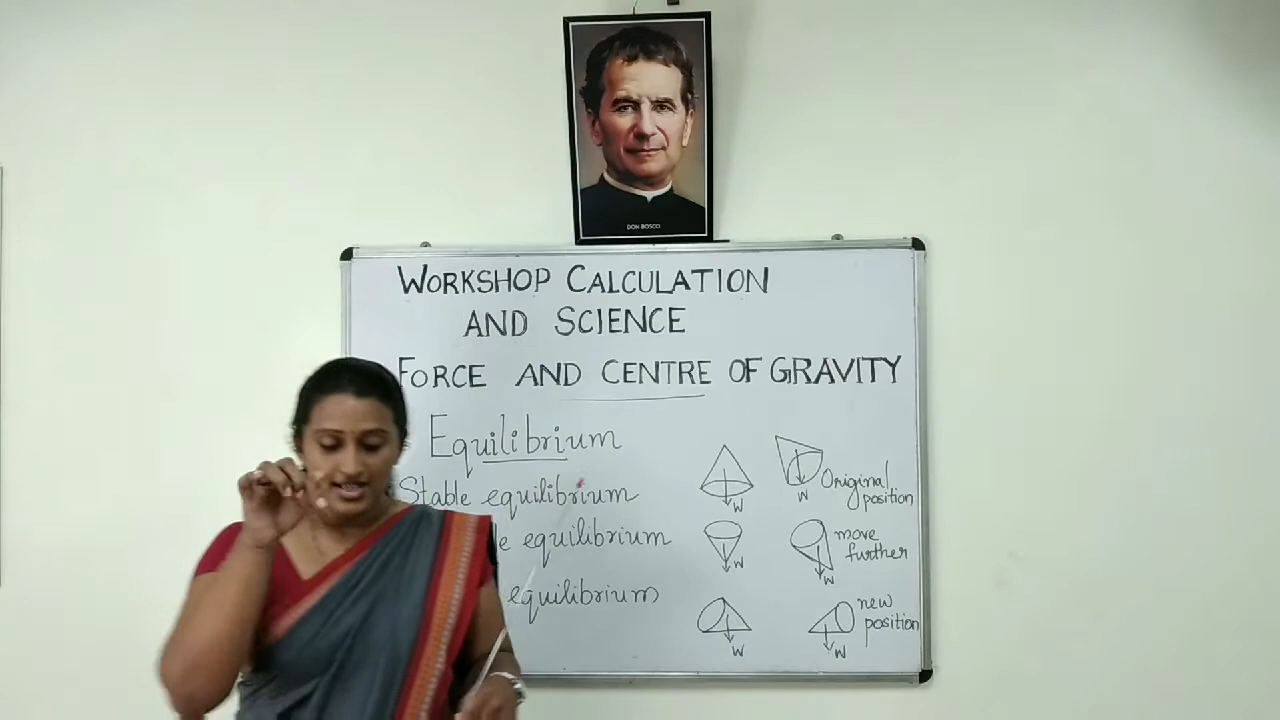 DON BOSCO
WORKSHOP CALCULATION
AND SCIENCE
FORCE AND CENTRE OF GRAVITY
Equilibrium
Stable equilibrium
equilibrium
equilibrium
W
W
Original
position
W
W
move
further
W
W
new
position